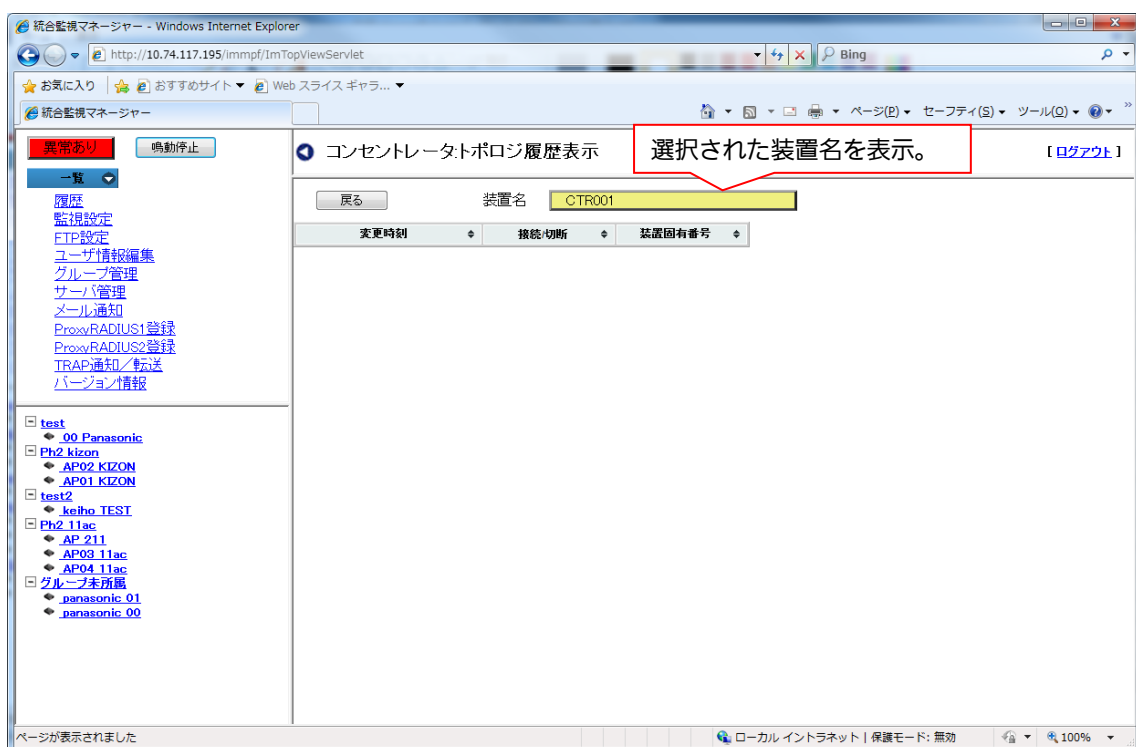 統合監視マネージャー - Windows Internet Explorer
http://10.74.117.195/immpf/ImTopViewServlet
Bing
お気に入り おすすめサイト Web スライス ギャラ...
統合監視マネージャー
ページ(P) セーフティ(S) ツール(O) »
異常あり 鳴動停止
一覧
履歴
監視設定
FTP設定
ユーザ情報編集
グループ管理
サーバ管理
メール通知
ProxyRADIUS1登録
ProxyRADIUS2登録
TRAP通知/転送
バージョン情報
test
00 Panasonic
Ph2 kizon
AP02 KIZON
AP01 KIZON
test2
keiho TEST
Ph2 11ac
AP 211
AP03 11ac
AP04 11ac
グループ未所属
panasonic 01
panasonic 00
コンセントレータ:トポロジ履歴表示
選択された装置名を表示。
[ ログアウト ]
戻る 装置名 CTR001
変更時刻 接続/切断 装置固有番号
ページが表示されました
ローカル イントラネット | 保護モード: 無効
100%